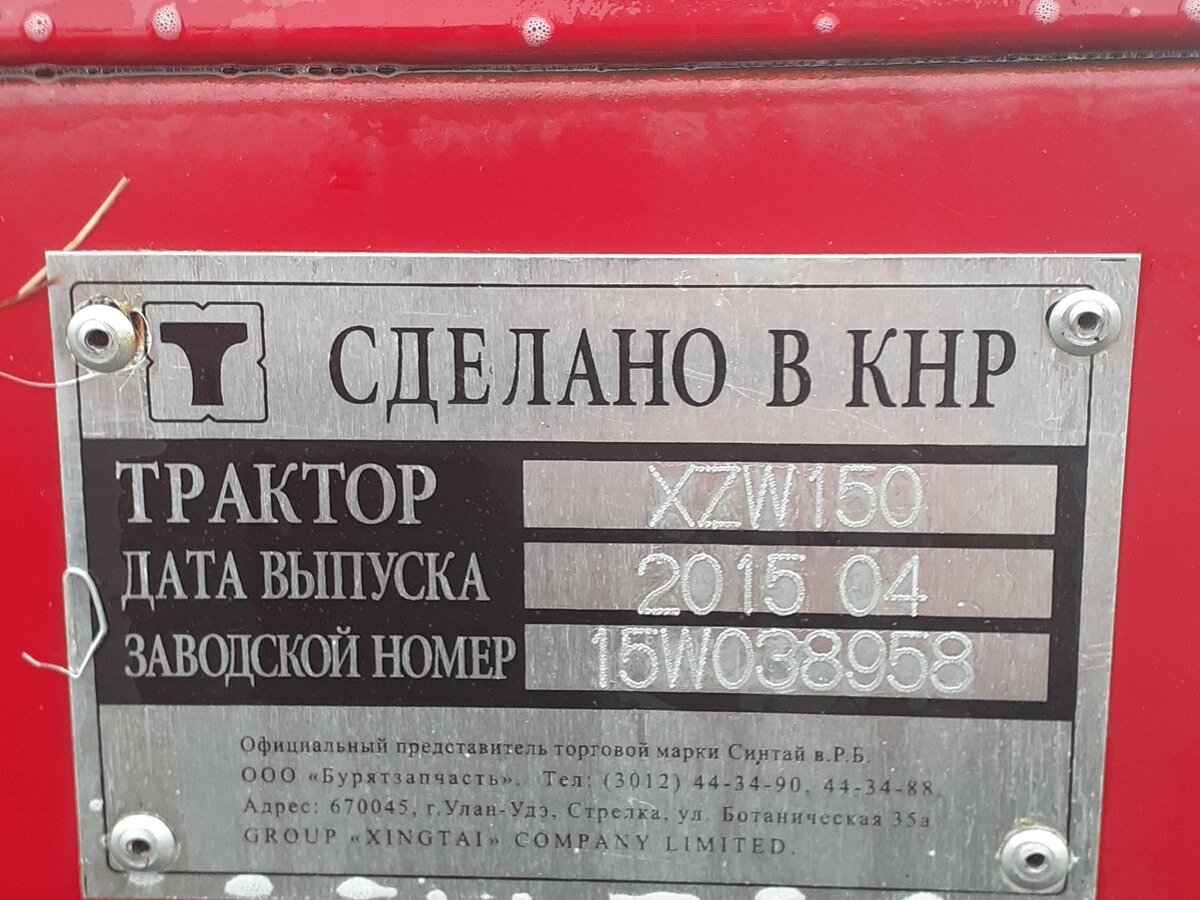 Т СДЕЛАНО В КНР
ТРАКТОР XZW150
ДАТА ВЫПУСКА 2015 04
ЗАВОДСКОЙ НОМЕР 15W038958
Официальный представитель торговой марки Синтай в.Р.Б.
ООО «Бурятзапчасть». Тел: (3012) 44-34-90, 44-34-88.
Адрес: 670045, г.Улан-Удэ, Стрелка, ул. Ботаническая 35а
GROUP «XINGTAI» COMPANY LIMITED.